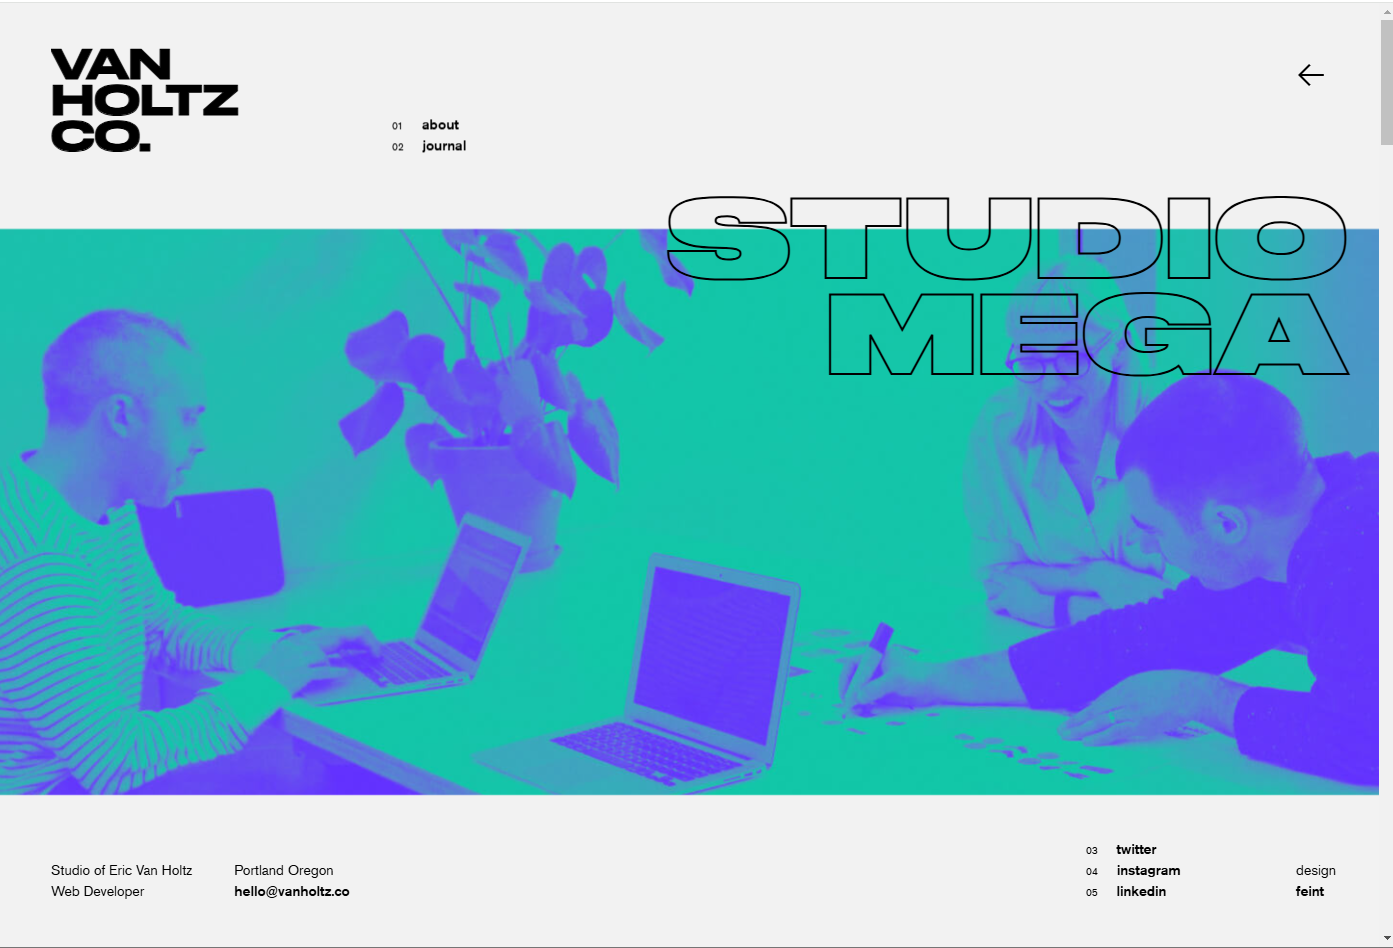 VAN
HOLTZ
CO.
01 about
02 journal
STUDIO
MEGA
Studio of Eric Van Holtz
Web Developer
Portland Oregon
hello@vanholtz.co
03 twitter
04 instagram
05 linkedin
design
feint